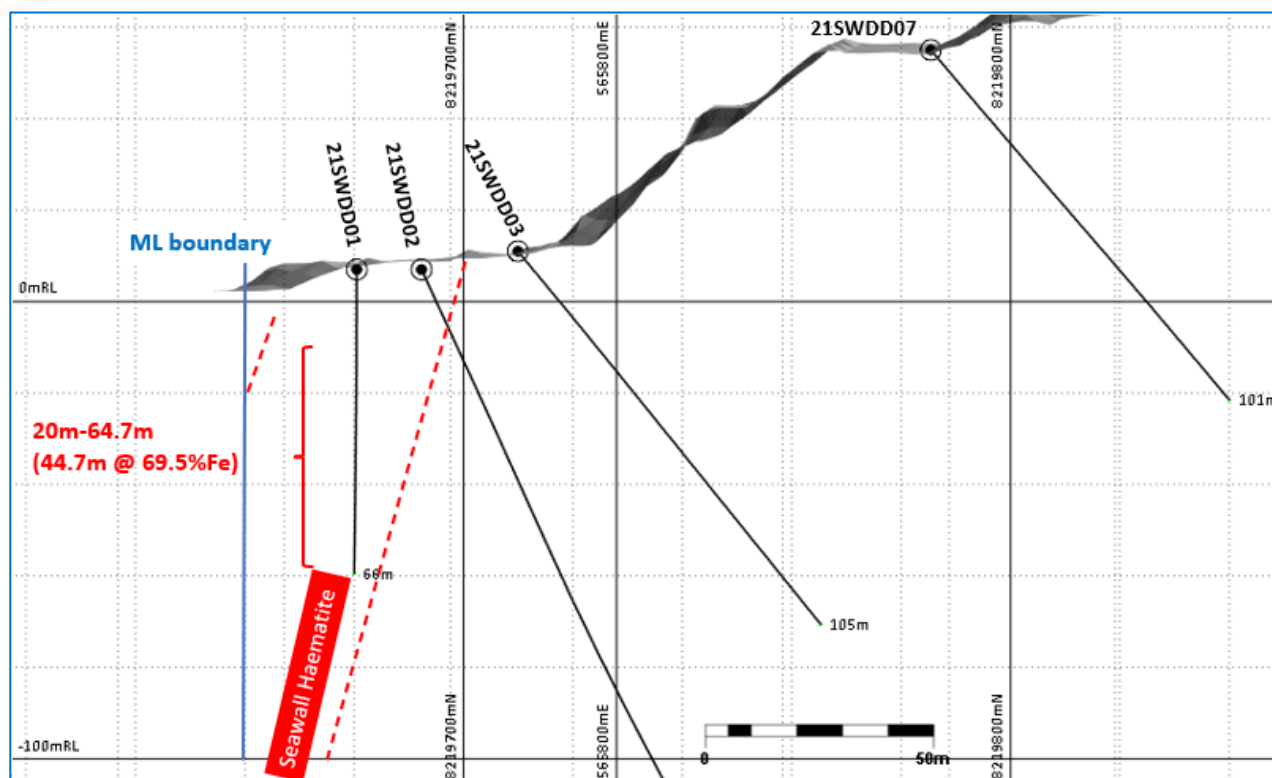 21SWDD07
8219700mN
565800mE
8219800mN
21SWDD01
21SWDD02
21SWDD03
ML boundary
0mRL
101m
20m-64.7m
(44.7m @ 69.5%Fe)
66m
Seawall Haematite
105m
8219700mN
565800mE
8219800mN
-100mRL
0
50m